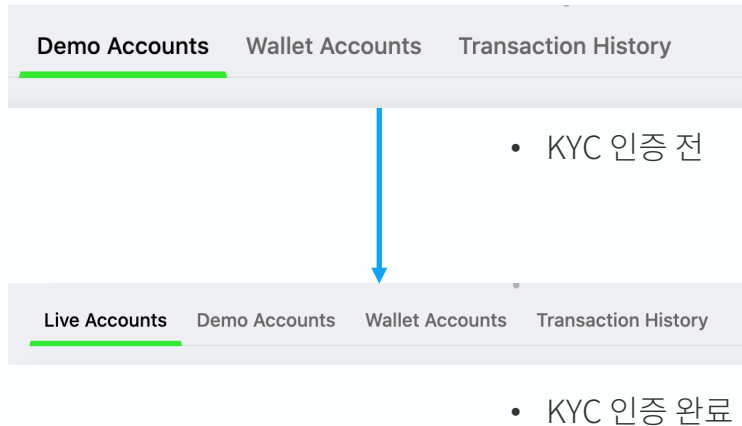 Demo Accounts Wallet Accounts Transaction History
• KYC 인증 전
Live Accounts Demo Accounts Wallet Accounts Transaction History
• KYC 인증 완료